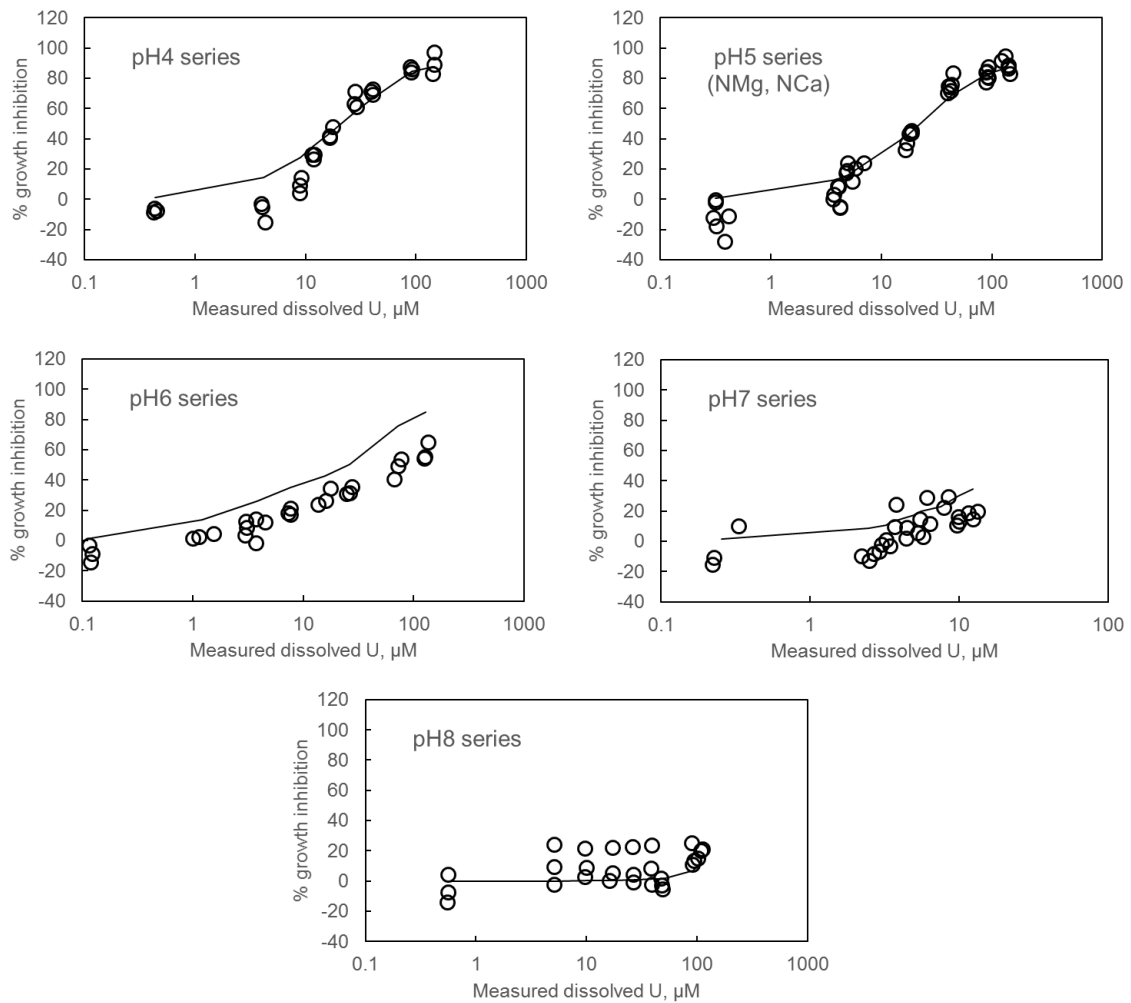 120
100
80
60
40
20
0
-20
-40
% growth inhibition
pH4 series
0.1 1 10 100 1000
Measured dissolved U, µM
120
100
80
60
40
20
0
-20
-40
% growth inhibition
pH5 series
(NMg, NCa)
0.1 1 10 100 1000
Measured dissolved U, µM
120
100
80
60
40
20
0
-20
-40
% growth inhibition
pH6 series
0.1 1 10 100 1000
Measured dissolved U, µM
120
100
80
60
40
20
0
-20
-40
% growth inhibition
pH7 series
0.1 1 10 100
Measured dissolved U, µM
120
100
80
60
40
20
0
-20
-40
% growth inhibition
pH8 series
0.1 1 10 100 1000
Measured dissolved U, µM